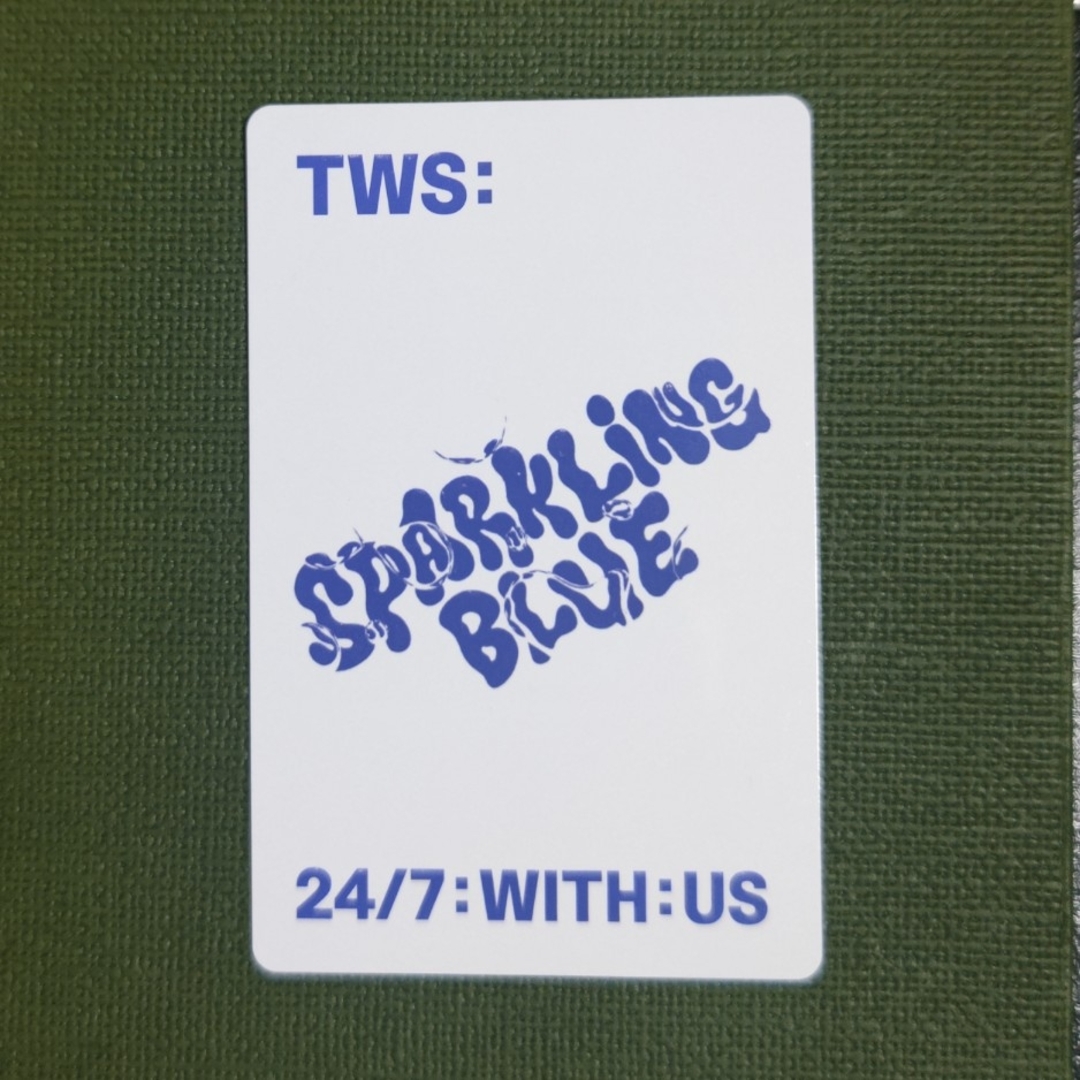 TWS:
SPARKLiNG
BLUE
24/7:WITH:US